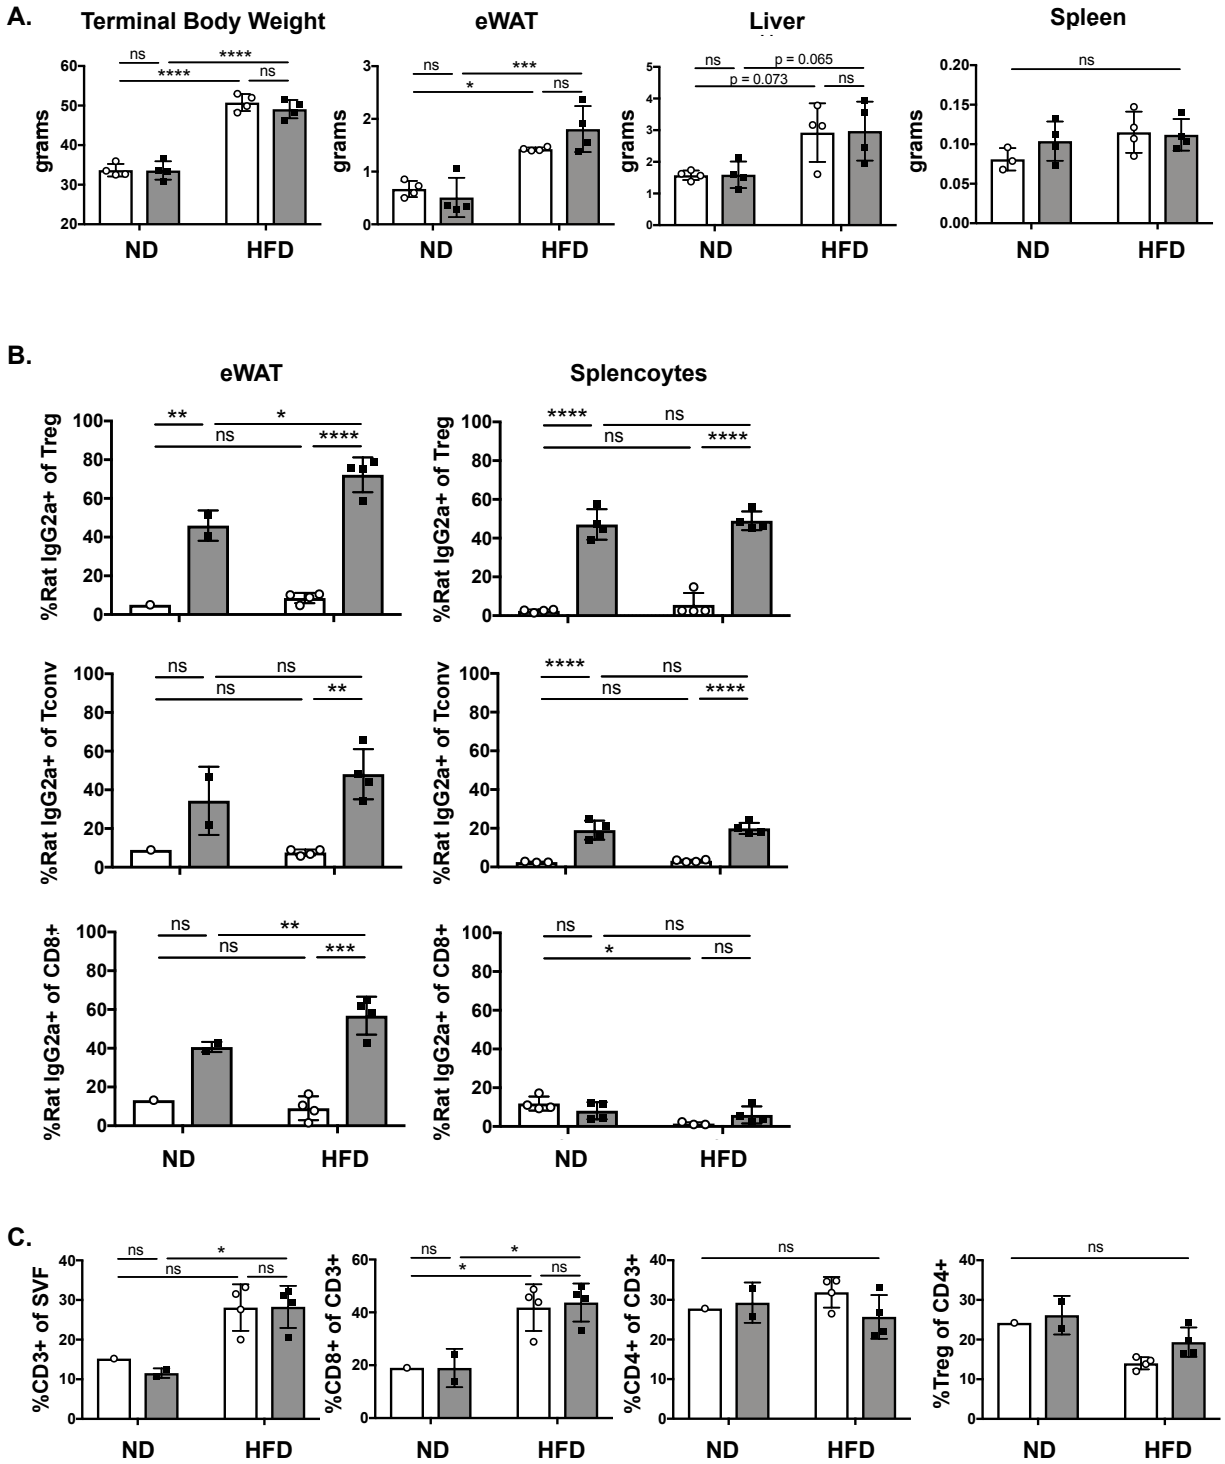 A.
Terminal Body Weight
eWAT
Liver
Spleen
grams
60
50
40
30
20
ns
****
****
ns
ND
HFD
grams
3
2
1
0
ns
***
*
ns
ND
HFD
grams
5
4
3
2
1
0
ns
p = 0.065
p = 0.073
ns
ND
HFD
grams
0.20
0.15
0.10
0.05
0.00
ns
ND
HFD
B.
eWAT
Splencoytes
%Rat IgG2a+ of Treg
100
80
60
40
20
0
**
*
ns
****
%Rat IgG2a+ of Treg
100
80
60
40
20
0
****
ns
ns
****
%Rat IgG2a+ of Tconv
100
80
60
40
20
0
ns
ns
ns
**
%Rat IgG2a+ of Tconv
100
80
60
40
20
0
****
ns
ns
****
%Rat IgG2a+ of CD8+
100
80
60
40
20
0
ns
**
ns
***
ND
HFD
%Rat IgG2a+ of CD8+
100
80
60
40
20
0
ns
ns
*
ns
ND
HFD
C.
%CD3+ of SVF
40
30
20
10
0
ns
*
ns
ns
ND
HFD
%CD8+ of CD3+
60
40
20
0
ns
*
*
ns
ND
HFD
%CD4+ of CD3+
40
30
20
10
0
ns
ND
HFD
%Treg of CD4+
40
30
20
10
0
ns
ND
HFD